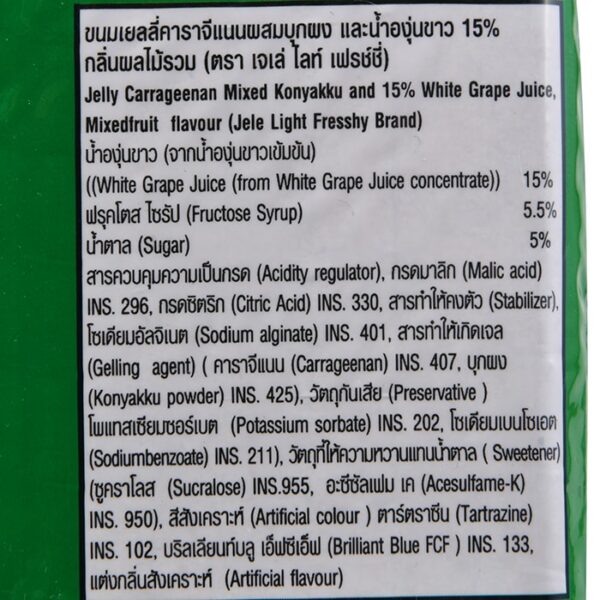 ขนมเยลลี่คาราจีแนนผสมบุกผง และน้ำองุ่นขาว 15%
กลิ่นผลไม้รวม (ตรา เจเล่ ไลท์ เฟรชชี่)
Jelly Carrageenan Mixed Konyakku and 15% White Grape Juice,
Mixedfruit flavour (Jele Light Fresshy Brand)
น้ำองุ่นขาว (จากน้ำองุ่นขาวเข้มข้น)
((White Grape Juice (from White Grape Juice concentrate)) 15%
ฟรุคโตส ไซรัป (Fructose Syrup) 5.5%
น้ำตาล (Sugar) 5%
สารควบคุมความเป็นกรด (Acidity regulator), กรดมาลิก (Malic acid)
INS. 296, กรดซิตริก (Citric Acid) INS. 330, สารทำให้คงตัว (Stabilizer),
โซเดียมอัลจิเนต (Sodium alginate) INS. 401, สารทำให้เกิดเจล
(Gelling agent) ( คาราจีแนน (Carrageenan) INS. 407, บุกผง
(Konyakku powder) INS. 425), วัตถุกันเสีย (Preservative )
โพแทสเซียมซอร์เบต (Potassium sorbate) INS. 202, โซเดียมเบนโซเอต
(Sodiumbenzoate) INS. 211), วัตถุที่ให้ความหวานแทนน้ำตาล ( Sweetener)
(ซูคราโลส (Sucralose) INS.955, อะซีซัลเฟม เค (Acesulfame-K)
INS. 950), สีสังเคราะห์ (Artificial colour ) ตาร์ตราซีน (Tartrazine)
INS. 102, บริลเลียนท์บลู เอ็ฟซีเอ็ฟ (Brilliant Blue FCF ) INS. 133,
แต่งกลิ่นสังเคราะห์ (Artificial flavour)